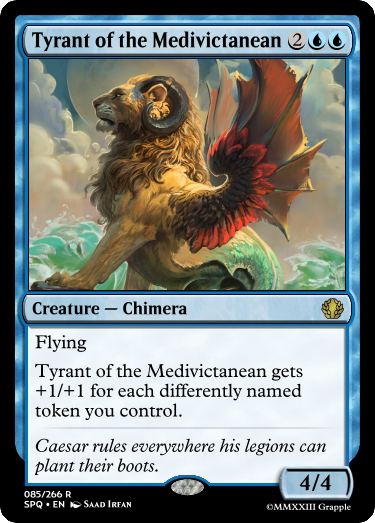 Tyrant of the Medivictanean 2
Creature — Chimera
Flying
Tyrant of the Medivictanean gets
+1/+1 for each differently named
token you control.
Caesar rules everywhere his legions can
plant their boots.
4/4
085/266 R
SPQ • EN Saad Irfan
©MMXXIII Grapple